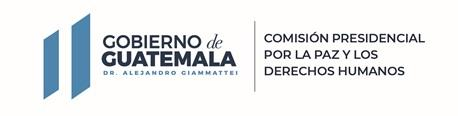 GOBIERNO de
GUATEMALA
DR. ALEJANDRO GIAMMATTEI
COMISIÓN PRESIDENCIAL
POR LA PAZ Y LOS
DERECHOS HUMANOS